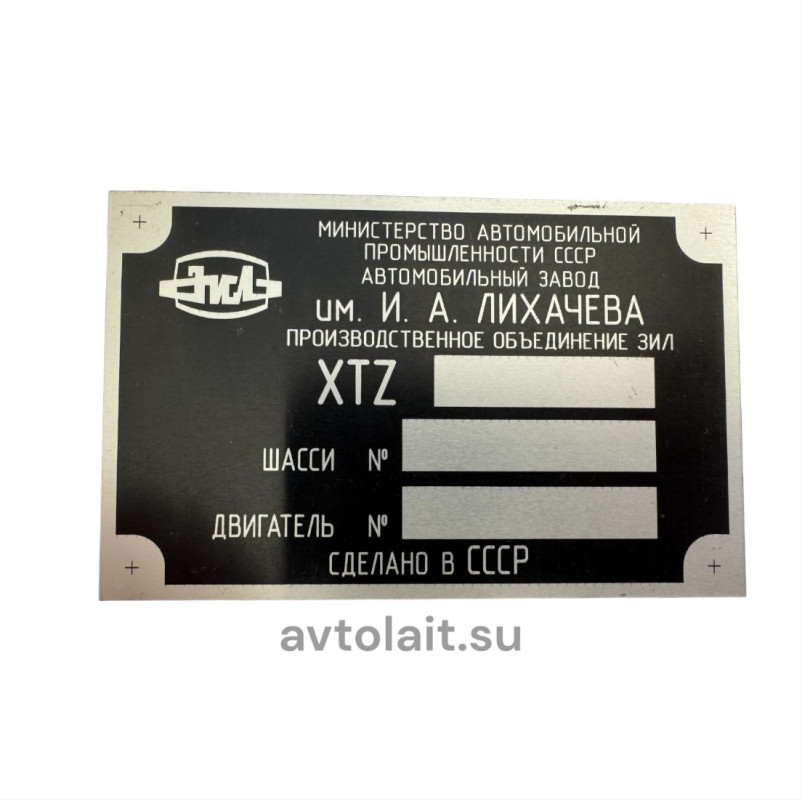 МИНИСТЕРСТВО АВТОМОБИЛЬНОЙ
ПРОМЫШЛЕННОСТИ СССР
АВТОМОБИЛЬНЫЙ ЗАВОД
ЗИЛ
им. И. А. ЛИХАЧЕВА
ПРОИЗВОДСТВЕННОЕ ОБЪЕДИНЕНИЕ ЗИЛ
XTZ
ШАССИ №
ДВИГАТЕЛЬ №
СДЕЛАНО В СССР
avtolait.su